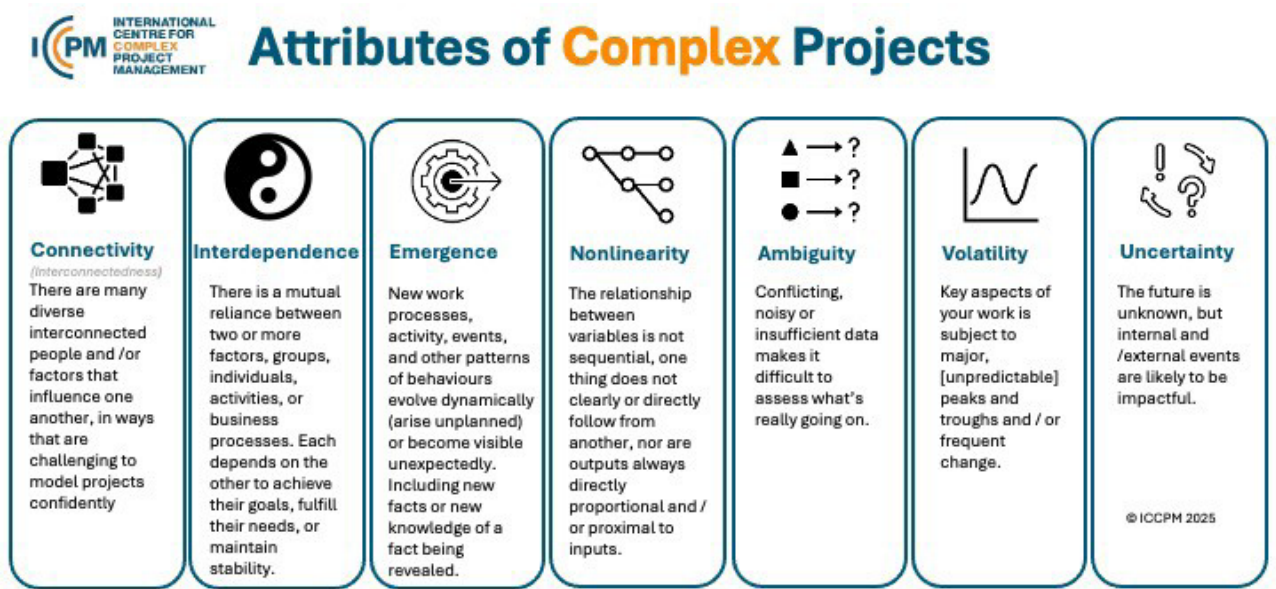 INTERNATIONAL
CENTRE FOR
COMPLEX
PROJECT
MANAGEMENT
ICPM
Attributes of Complex Projects
Connectivity
(Interconnectedness)
There are many
diverse
interconnected
people and /or
factors that
influence one
another, in ways
that are
challenging to
model projects
confidently
Interdependence
There is a mutual
reliance between
two or more
factors, groups,
individuals,
activities, or
business
processes. Each
depends on the
other to achieve
their goals, fulfill
their needs, or
maintain
stability.
Emergence
New work
processes,
activity, events,
and other patterns
of behaviours
evolve dynamically
(arise unplanned)
or become visible
unexpectedly.
Including new
facts or new
knowledge of a
fact being
revealed.
Nonlinearity
The relationship
between
variables is not
sequential, one
thing does not
clearly or directly
follow from
another, nor are
outputs always
directly
proportional and /
or proximal to
inputs.
?
?
?
Ambiguity
Conflicting,
noisy or
insufficient data
makes it
difficult to
assess what's
really going on.
Volatility
Key aspects of
your work is
subject to
major,
[unpredictable]
peaks and
troughs and / or
frequent
change.
! ?
Uncertainty
The future is
unknown, but
internal and
/external events
are likely to be
impactful.
© ICCPM 2025